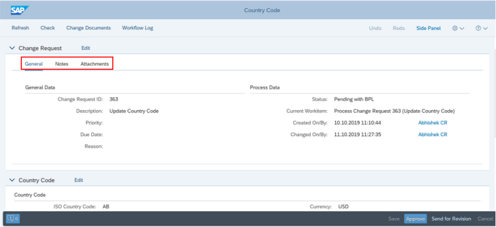 SAP
Country Code
Refresh Check Change Documents Workflow Log Undo Redo Side Panel
Change Request Edit
General Notes Attachments
General Data Process Data
Change Request ID: 363 Status: Pending with BPL
Description: Update Country Code Current Workitem: Process Change Request 363 (Update Country Code)
Priority: Created On/By: 10.10.2019 11:10:44 Abhishek CR
Due Date: Changed On/By: 11.10.2019 11:27:35 Abhishek CR
Reason:
Country Code Edit
Country Code
ISO Country Code: AB Currency: USD
Save Approve Send for Revision Cancel